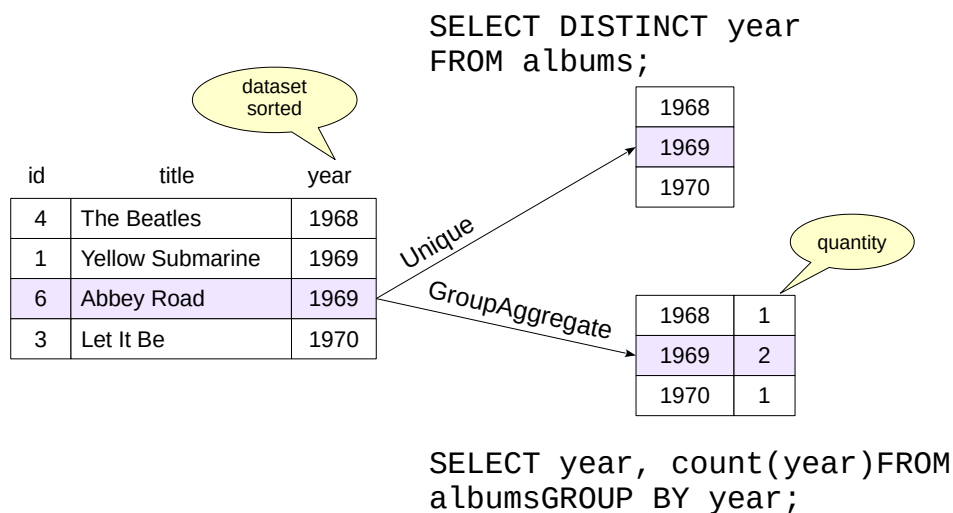 SELECT DISTINCT year
FROM albums;
dataset
sorted
1968
1969
1970
id title year
4 The Beatles 1968
1 Yellow Submarine 1969
6 Abbey Road 1969
3 Let It Be 1970
Unique
GroupAggregate
quantity
1968 1
1969 2
1970 1
SELECT year, count(year)FROM
albumsGROUP BY year;